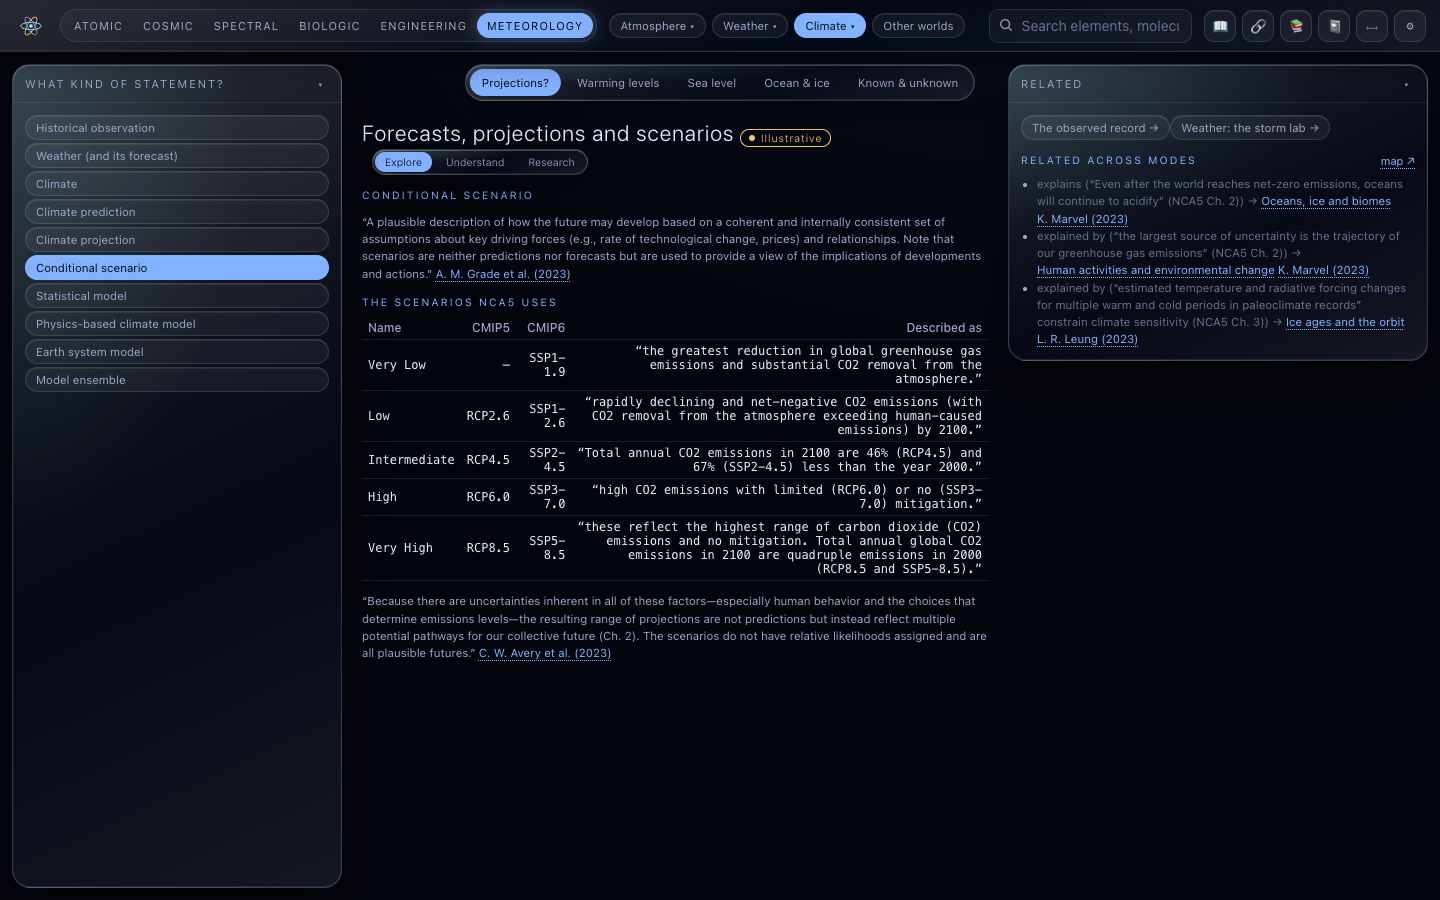 ATOMIC COSMIC SPECTRAL BIOLOGIC ENGINEERING METEOROLOGY Atmosphere ▾ Weather ▾ Climate ▾ Other worlds Search elements, molecu
WHAT KIND OF STATEMENT? ▾
Historical observation
Weather (and its forecast)
Climate
Climate prediction
Climate projection
Conditional scenario
Statistical model
Physics-based climate model
Earth system model
Model ensemble
Projections? Warming levels Sea level Ocean & ice Known & unknown
Forecasts, projections and scenarios Illustrative
Explore Understand Research
CONDITIONAL SCENARIO
“A plausible description of how the future may develop based on a coherent and internally consistent set of
assumptions about key driving forces (e.g., rate of technological change, prices) and relationships. Note that
scenarios are neither predictions nor forecasts but are used to provide a view of the implications of developments
and actions.” A. M. Grade et al. (2023)
THE SCENARIOS NCA5 USES
Name CMIP5 CMIP6 Described as
Very Low — SSP1-1.9 “the greatest reduction in global greenhouse gas
emissions and substantial CO2 removal from the
atmosphere.”
Low RCP2.6 SSP1-2.6 “rapidly declining and net-negative CO2 emissions (with
CO2 removal from the atmosphere exceeding human-caused
emissions) by 2100.”
Intermediate RCP4.5 SSP2-4.5 “Total annual CO2 emissions in 2100 are 46% (RCP4.5) and
67% (SSP2-4.5) less than the year 2000.”
High RCP6.0 SSP3-7.0 “high CO2 emissions with limited (RCP6.0) or no (SSP3-
7.0) mitigation.”
Very High RCP8.5 SSP5-8.5 “these reflect the highest range of carbon dioxide (CO2)
emissions and no mitigation. Total annual global CO2
emissions in 2100 are quadruple emissions in 2000
(RCP8.5 and SSP5-8.5).”
“Because there are uncertainties inherent in all of these factors—especially human behavior and the choices that
determine emissions levels—the resulting range of projections are not predictions but instead reflect multiple
potential pathways for our collective future (Ch. 2). The scenarios do not have relative likelihoods assigned and are
all plausible futures.” C. W. Avery et al. (2023)
RELATED ▾
The observed record → Weather: the storm lab →
RELATED ACROSS MODES map ↗
explains (“Even after the world reaches net-zero emissions, oceans
will continue to acidify” (NCA5 Ch. 2)) → Oceans, ice and biomes
K. Marvel (2023)
explained by (“the largest source of uncertainty is the trajectory of
our greenhouse gas emissions” (NCA5 Ch. 2)) →
Human activities and environmental change K. Marvel (2023)
explained by (“estimated temperature and radiative forcing changes
for multiple warm and cold periods in paleoclimate records”
constrain climate sensitivity (NCA5 Ch. 3)) → Ice ages and the orbit
L. R. Leung (2023)